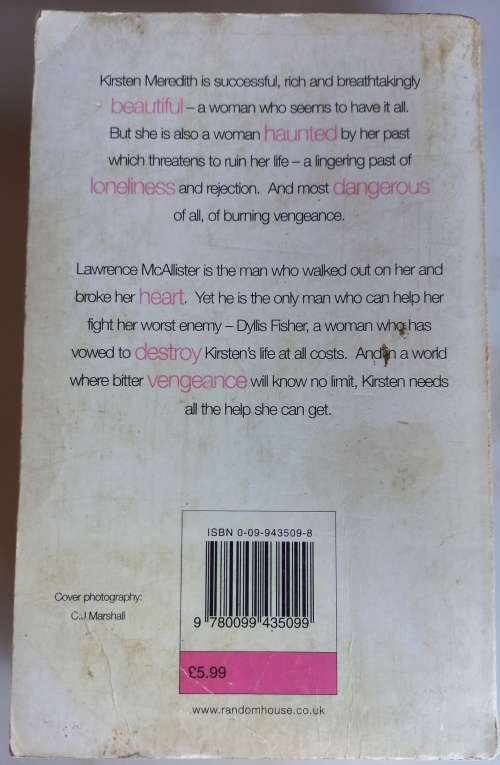 Kirsten Meredith is successful, rich and breathtakingly
beautiful – a woman who seems to have it all.
But she is also a woman haunted by her past
which threatens to ruin her life – a lingering past of
loneliness and rejection. And most dangerous
of all, of burning vengeance.
Lawrence McAllister is the man who walked out on her and
broke her heart. Yet he is the only man who can help her
fight her worst enemy – Dyllis Fisher, a woman who has
vowed to destroy Kirsten's life at all costs. And in a world
where bitter vengeance will know no limit, Kirsten needs
all the help she can get.
ISBN 0-09-943509-8
9 780099 435099
Cover photography:
C.J Marshall
£5.99
www.randomhouse.co.uk